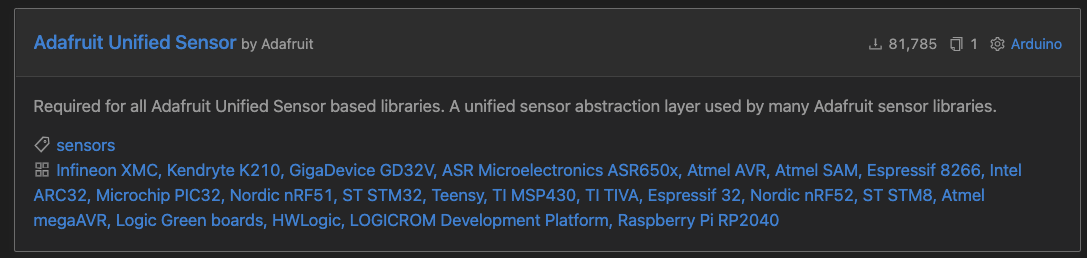 Adafruit Unified Sensor by Adafruit 81,785 1 Arduino
Required for all Adafruit Unified Sensor based libraries. A unified sensor abstraction layer used by many Adafruit sensor libraries.
sensors
Infineon XMC, Kendryte K210, GigaDevice GD32V, ASR Microelectronics ASR650x, Atmel AVR, Atmel SAM, Espressif 8266, Intel
ARC32, Microchip PIC32, Nordic nRF51, ST STM32, Teensy, TI MSP430, TI TIVA, Espressif 32, Nordic nRF52, ST STM8, Atmel
megaAVR, Logic Green boards, HWLogic, LOGICROM Development Platform, Raspberry Pi RP2040